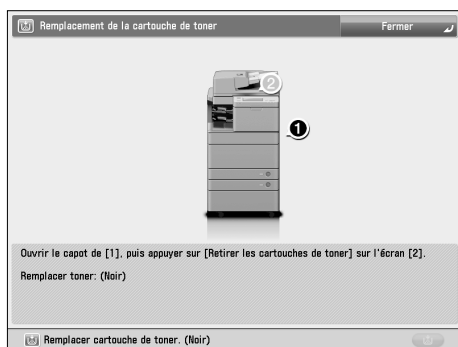 Remplacement de la cartouche de toner
Fermer
2
1
Ouvrir le capot de [1], puis appuyer sur [Retirer les cartouches de toner] sur l'écran [2].
Remplacer toner: (Noir)
Remplacer cartouche de toner. (Noir)